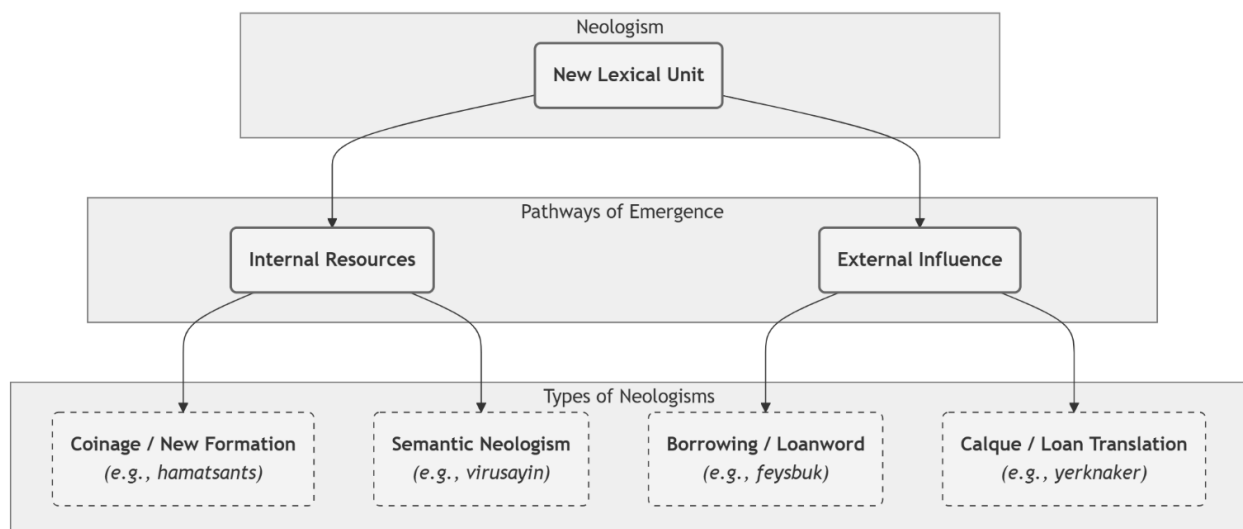 Neologism
New Lexical Unit
Pathways of Emergence
Internal Resources
External Influence
Types of Neologisms
Coinage / New Formation
(e.g., hamatsants)
Semantic Neologism
(e.g., virusayin)
Borrowing / Loanword
(e.g., feysbuk)
Calque / Loan Translation
(e.g., yerknaker)